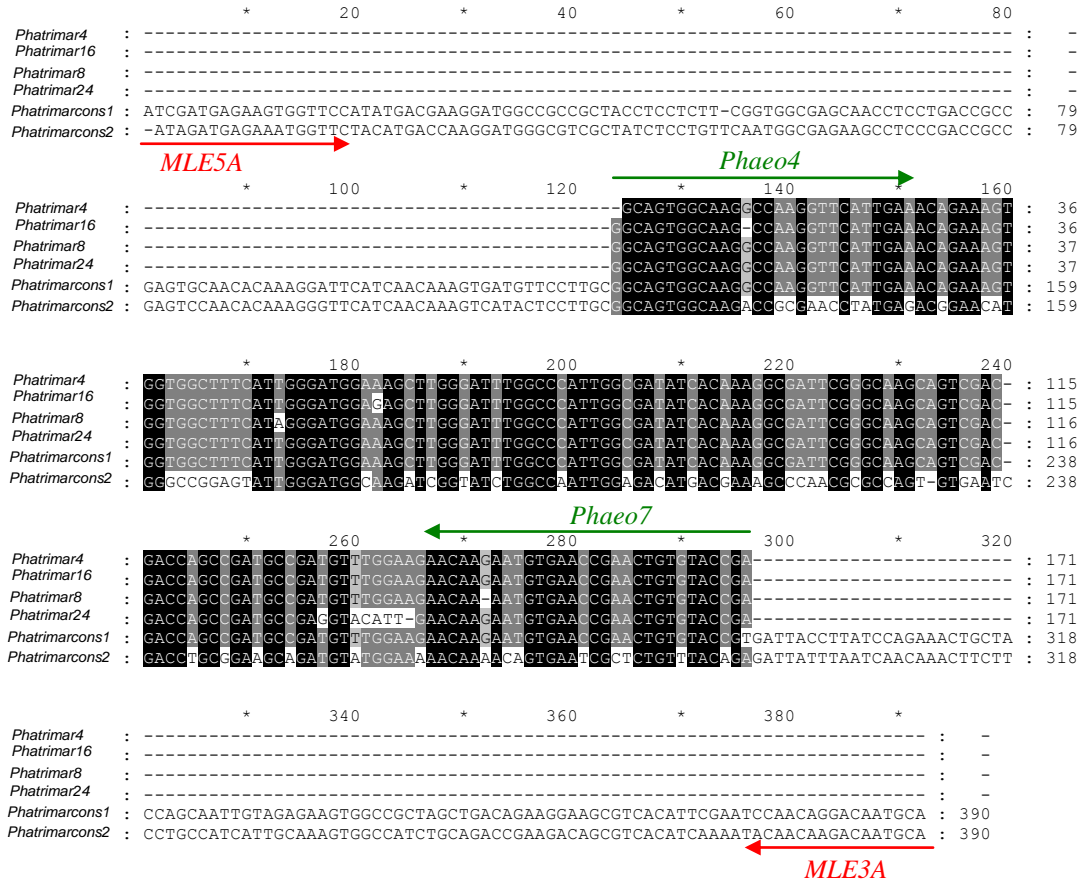 * 20 * 40 * 60 * 80
Phatrimar4 : -------------------------------------------------------------------------------- : -
Phatrimar16 : -------------------------------------------------------------------------------- : -
Phatrimar8 : -------------------------------------------------------------------------------- : -
Phatrimar24 : -------------------------------------------------------------------------------- : -
Phatrimarcons1 : ATCGATGAGAAGTGGTTCCATATGACGAAGGATGGCCGCCGCTACCTCCTCTT-CGGTGGCGAGCAACCTCCTGACCGCC : 79
Phatrimarcons2 : -ATAGATGAGAAATGGTTCTACATGACCAAGGATGGGCGTCGCTATCTCCTGTTCAATGGCGAGAAGCCTCCCGACCGCC : 79
MLE5A
Phaeo4
* 100 * 120 * 140 * 160
Phatrimar4 : --------------------------------------------GCAGTGGCAAGGCCAAGGTTCATTGAAACAGAAAGT : 36
Phatrimar16 : -------------------------------------------GGCAGTGGCAAG-CCAAGGTTCATTGAAACAGAAAGT : 36
Phatrimar8 : -------------------------------------------GGCAGTGGCAAGGCCAAGGTTCATTGAAACAGAAAGT : 37
Phatrimar24 : -------------------------------------------GGCAGTGGCAAGGCCAAGGTTCATTGAAACAGAAAGT : 37
Phatrimarcons1 : GAGTGCAACACAAAGGATTCATCAACAAAGTGATGTTCCTTGCGGCAGTGGCAAGGCCAAGGTTCATTGAAACAGAAAGT : 159
Phatrimarcons2 : GAGTCCAACACAAAGGGTTCATCAACAAAGTCATACTCCTTGCGGCAGTGGCAAGACCGCGAACCTATGAGACGGAACAT : 159
* 180 * 200 * 220 * 240
Phatrimar4 : GGTGGCTTTCATTGGGATGGAAAGCTTGGGATTTGGCCCATTGGCGATATCACAAAGGCGATTCGGGCAAGCAGTCGAC- : 115
Phatrimar16 : GGTGGCTTTCATTGGGATGGAGAGCTTGGGATTTGGCCCATTGGCGATATCACAAAGGCGATTCGGGCAAGCAGTCGAC- : 115
Phatrimar8 : GGTGGCTTTCATAGGGATGGAAAGCTTGGGATTTGGCCCATTGGCGATATCACAAAGGCGATTCGGGCAAGCAGTCGAC- : 116
Phatrimar24 : GGTGGCTTTCATTGGGATGGAAAGCTTGGGATTTGGCCCATTGGCGATATCACAAAGGCGATTCGGGCAAGCAGTCGAC- : 116
Phatrimarcons1 : GGTGGCTTTCATTGGGATGGAAAGCTTGGGATTTGGCCCATTGGCGATATCACAAAGGCGATTCGGGCAAGCAGTCGAC- : 238
Phatrimarcons2 : GGGCCGGAGTATTGGGATGGCAAGATCGGTATCTGGCCAATTGGAGACATGACGAAAGCCCAACGCGCCAGT-GTGAATC : 238
Phaeo7
* 260 * 280 * 300 * 320
Phatrimar4 : GACCAGCCGATGCCGATGTTTGGAAGAACAAGAATGTGAACCGAACTGTGTACCGA------------------------ : 171
Phatrimar16 : GACCAGCCGATGCCGATGTTTGGAAGAACAAGAATGTGAACCGAACTGTGTACCGA------------------------ : 171
Phatrimar8 : GACCAGCCGATGCCGATGTTTGGAAGAACAA-AATGTGAACCGAACTGTGTACCGA------------------------ : 171
Phatrimar24 : GACCAGCCGATGCCGAGGTACATT-GAACAAGAATGTGAACCGAACTGTGTACCGA------------------------ : 171
Phatrimarcons1 : GACCAGCCGATGCCGATGTTTGGAAGAACAAGAATGTGAACCGAACTGTGTACCGTGATTACCTTATCCAGAAACTGCTA : 318
Phatrimarcons2 : GACCTGCGGAAGCAGATGTATGGAAAAACAAAACAGTGAATCGCTCTGTTTACAGAGATTATTTAATCAACAAACTTCTT : 318
* 340 * 360 * 380 *
Phatrimar4 : ------------------------------------------------------------------------ : -
Phatrimar16 : ------------------------------------------------------------------------ : -
Phatrimar8 : ------------------------------------------------------------------------ : -
Phatrimar24 : ------------------------------------------------------------------------ : -
Phatrimarcons1 : CCAGCAATTGTAGAGAAGTGGCCGCTAGCTGACAGAAGGAAGCGTCACATTCGAATCCAACAGGACAATGCA : 390
Phatrimarcons2 : CCTGCCATCATTGCAAAGTGGCCATCTGCAGACCGAAGACAGCGTCACATCAAAATACAACAAGACAATGCA : 390
MLE3A